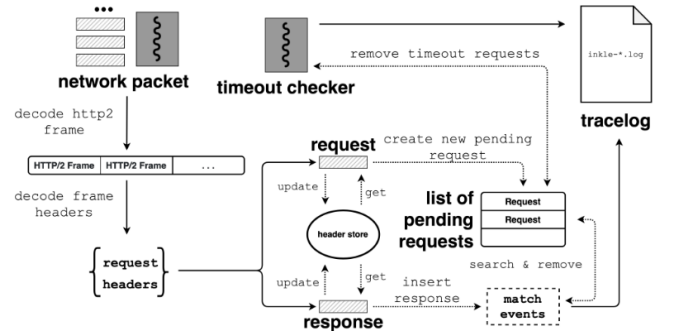 •••
network packet
timeout checker
inkle-*.log
tracelog
remove timeout requests
decode http2
frame
HTTP/2 Frame HTTP/2 Frame ...
decode frame
headers
request
headers
request
create new pending
request
update
get
header store
update
get
response
insert
response
list of
pending
requests
Request
Request
search & remove
match
events